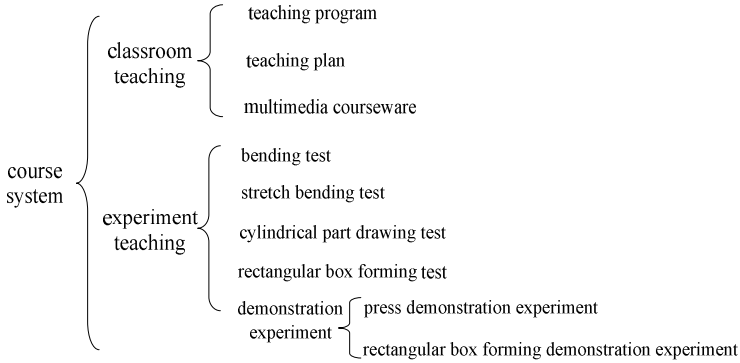 course
system
classroom
teaching
teaching program
teaching plan
multimedia courseware
experiment
teaching
bending test
stretch bending test
cylindrical part drawing test
rectangular box forming test
demonstration
experiment
press demonstration experiment
rectangular box forming demonstration experiment